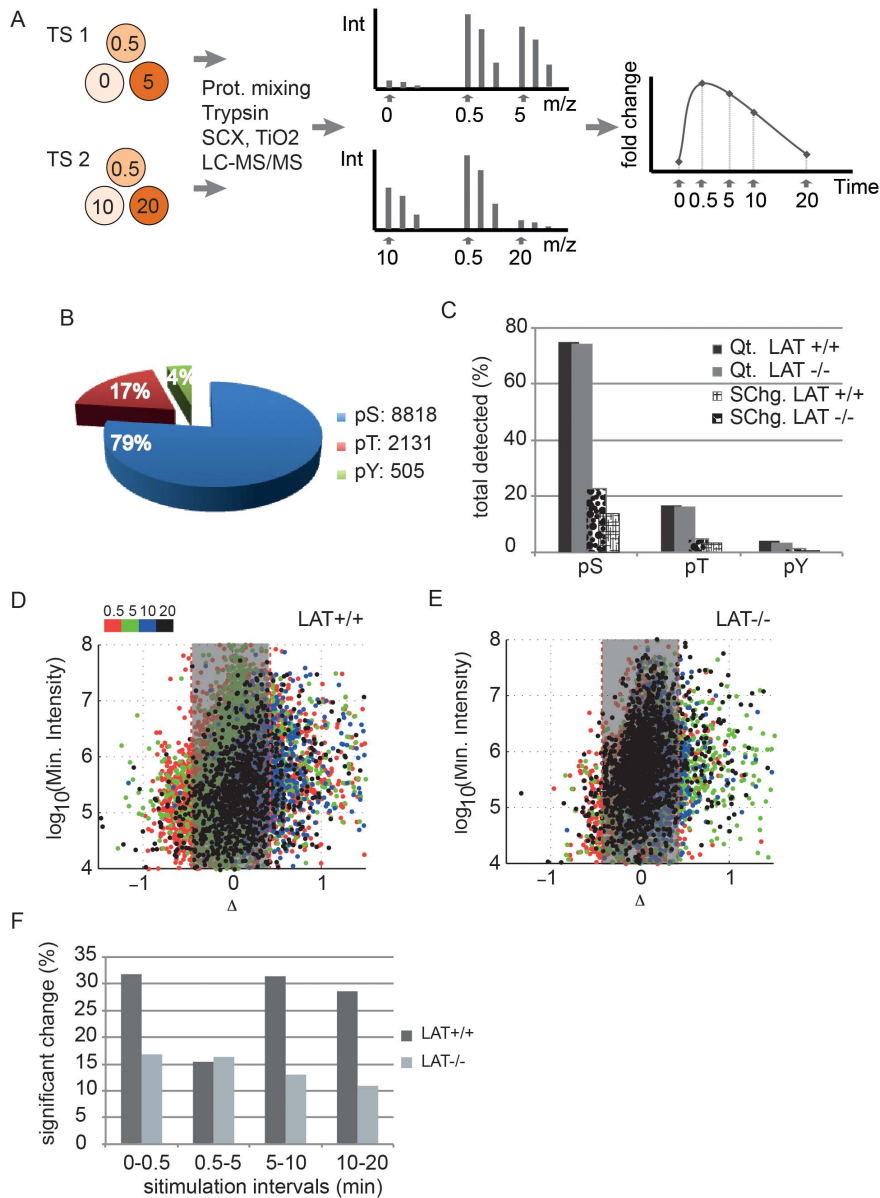 A
TS 1
0.5
0
5
TS 2
0.5
10
20
Prot. mixing
Trypsin
SCX, TiO2
LC-MS/MS
Int
0
0.5
5
m/z
Int
10
0.5
20
m/z
fold change
0 0.5 5 10 20
Time
B
79%
17%
4%
pS: 8818
pT: 2131
pY: 505
C
total detected (%)
80
60
40
20
0
pS pT pY
Qt. LAT +/+
Qt. LAT -/-
SChg. LAT +/+
SChg. LAT -/-
D
0.5 5 10 20
LAT+/+
log10(Min. Intensity)
8
7
6
5
4
−1 0 1
Δ
E
LAT-/-
log10(Min. Intensity)
8
7
6
5
4
−1 0 1
Δ
F
significant change (%)
35
30
25
20
15
10
5
0
0-0.5 0.5-5 5-10 10-20
sitimulation intervals (min)
LAT+/+
LAT-/-